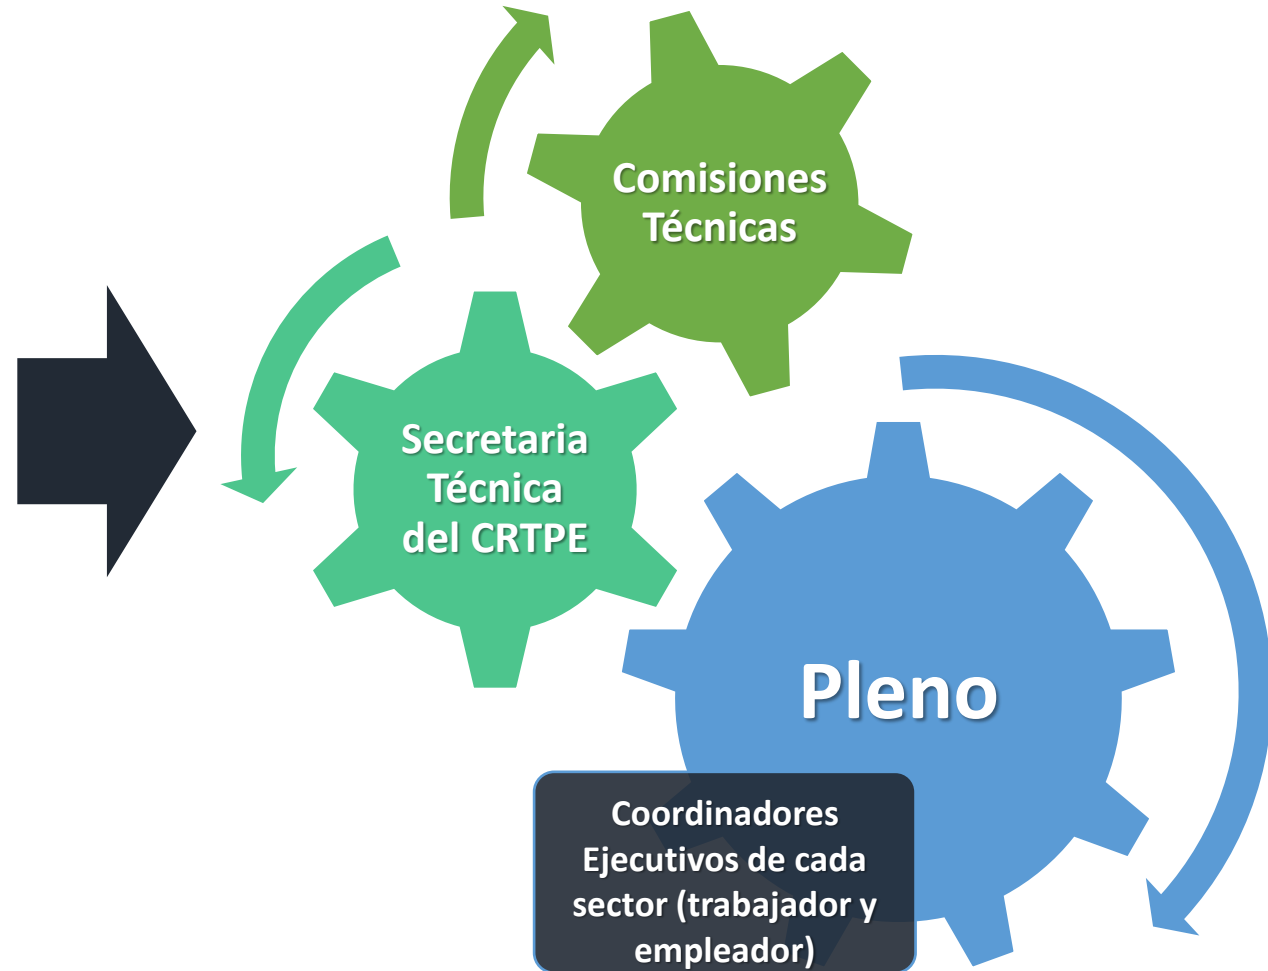 Comisiones
Técnicas
Secretaria
Técnica
del CRTPE
Pleno
Coordinadores
Ejecutivos de cada
sector (trabajador y
empleador)